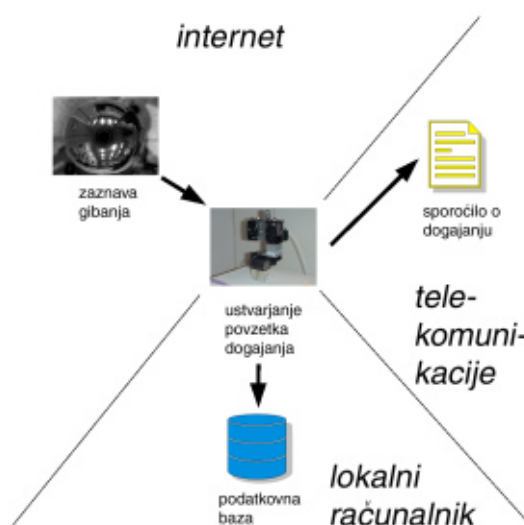 internet
zaznava
gibanja
sporočilo o
dogajanju
ustvarjanje
povzetka
dogajanja
tele-
komuni-
kacije
podatkovna
baza
lokalni
računalnik